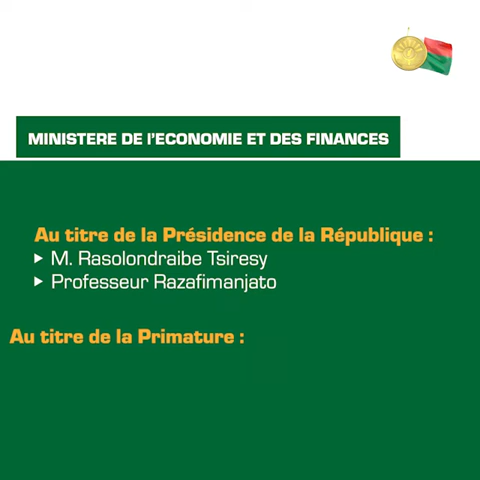 MINISTERE DE l'ECONOMIE ET DES FINANCES
Au titre de la Présidence de la République :
M. Rasolondraibe Tsiresy
Professeur Razafimanjato
Au titre de la Primature :